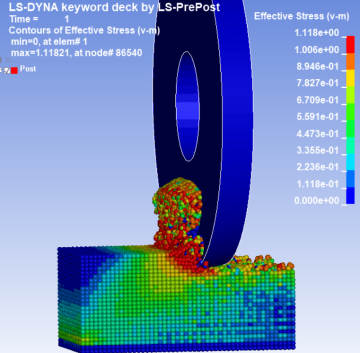 LS-DYNA keyword deck by LS-PrePost
Time = 1
Contours of Effective Stress (v-m)
min=0, at elem# 1
max=1.11821, at node# 86540
Post
Effective Stress (v-m)
1.118e+00
1.006e+00
8.946e-01
7.827e-01
6.709e-01
5.591e-01
4.473e-01
3.355e-01
2.236e-01
1.118e-01
0.000e+00